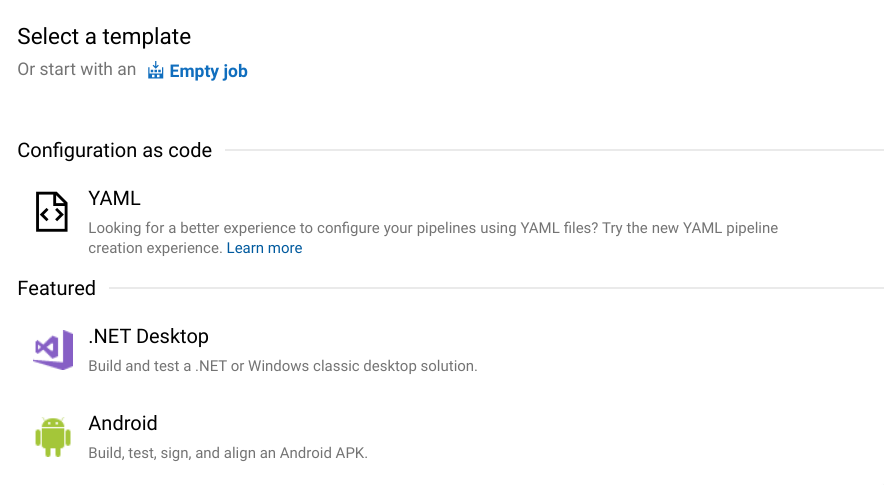 Select a template
Or start with an Empty job
Configuration as code
YAML
Looking for a better experience to configure your pipelines using YAML files? Try the new YAML pipeline
creation experience. Learn more
Featured
.NET Desktop
Build and test a .NET or Windows classic desktop solution.
Android
Build, test, sign, and align an Android APK.